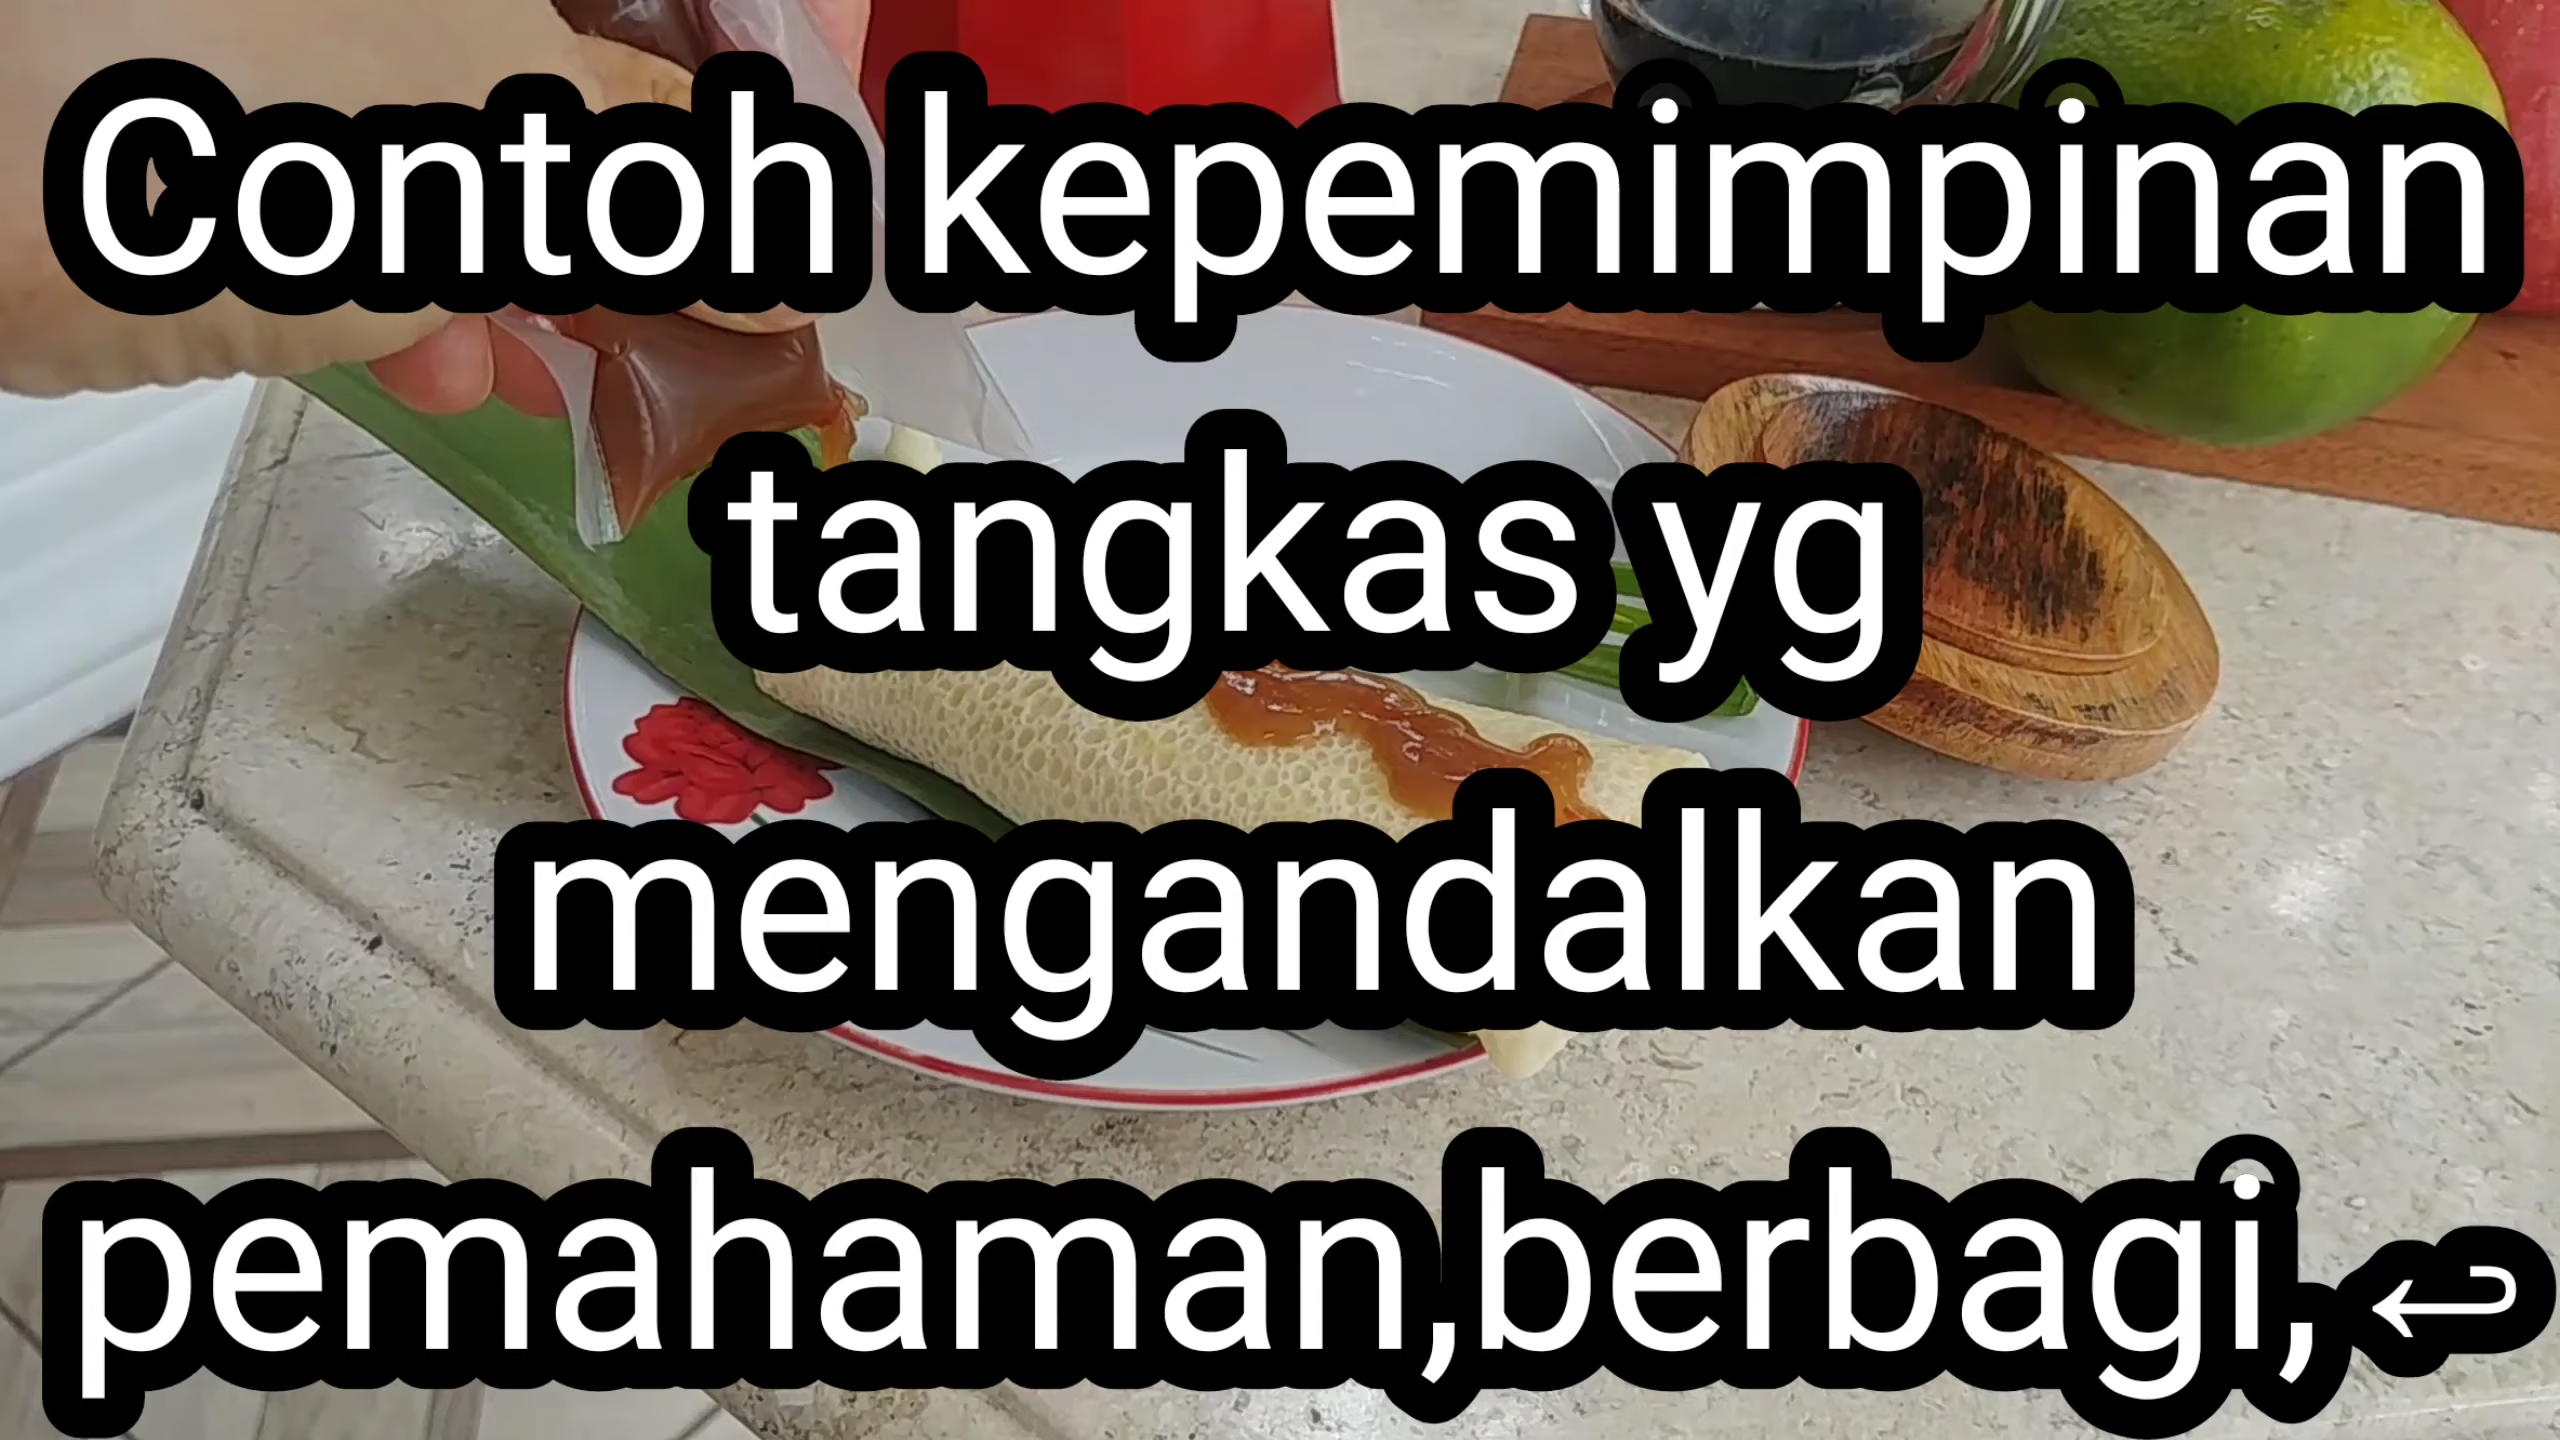 Contoh kepemimpinan
tangkas yg
mengandalkan
pemahaman,berbagi,↩